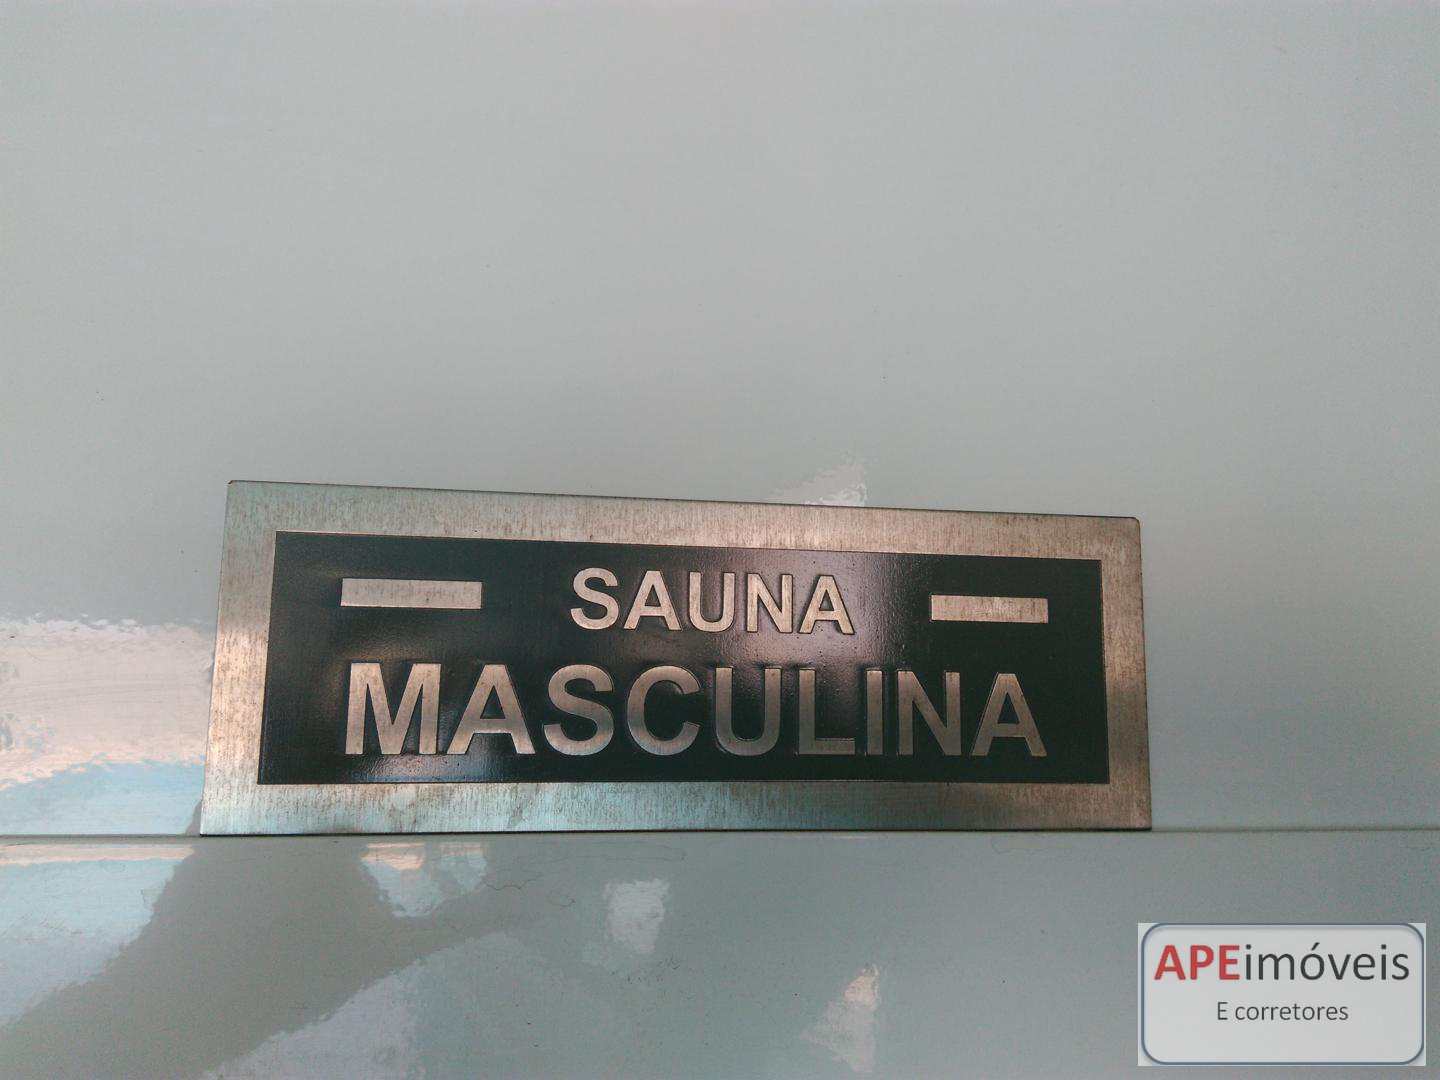 SAUNA
MASCULINA
APEimóveis
E corretores